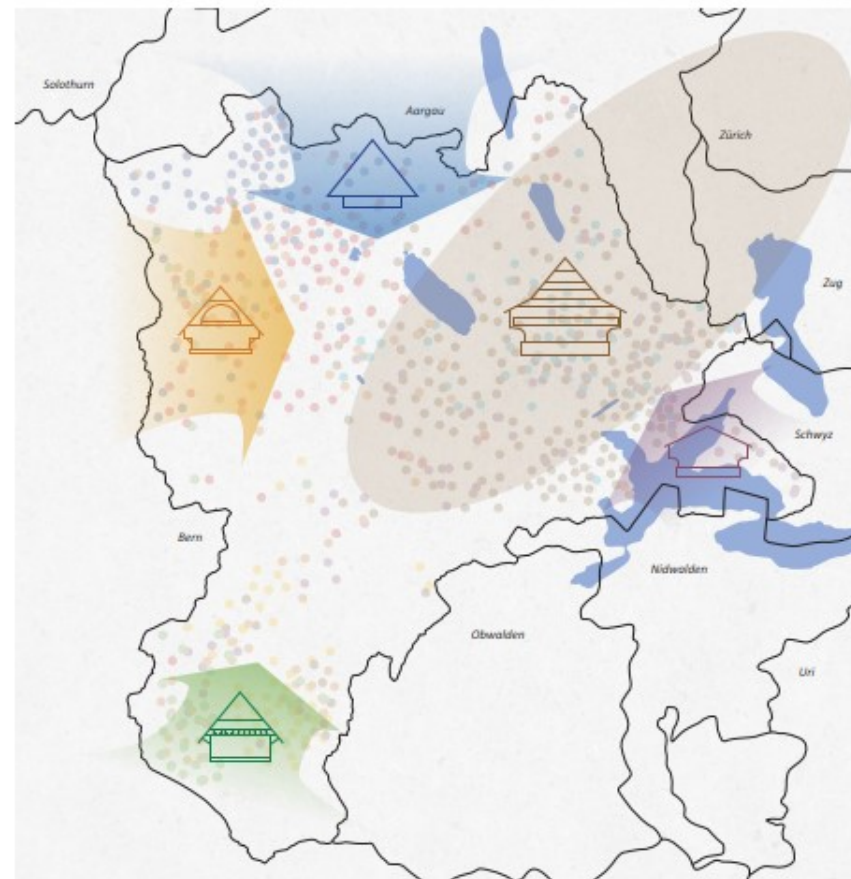 Solothurn
Aargau
Zürich
Zug
Schwyz
Bern
Nidwalden
Obwalden
Uri